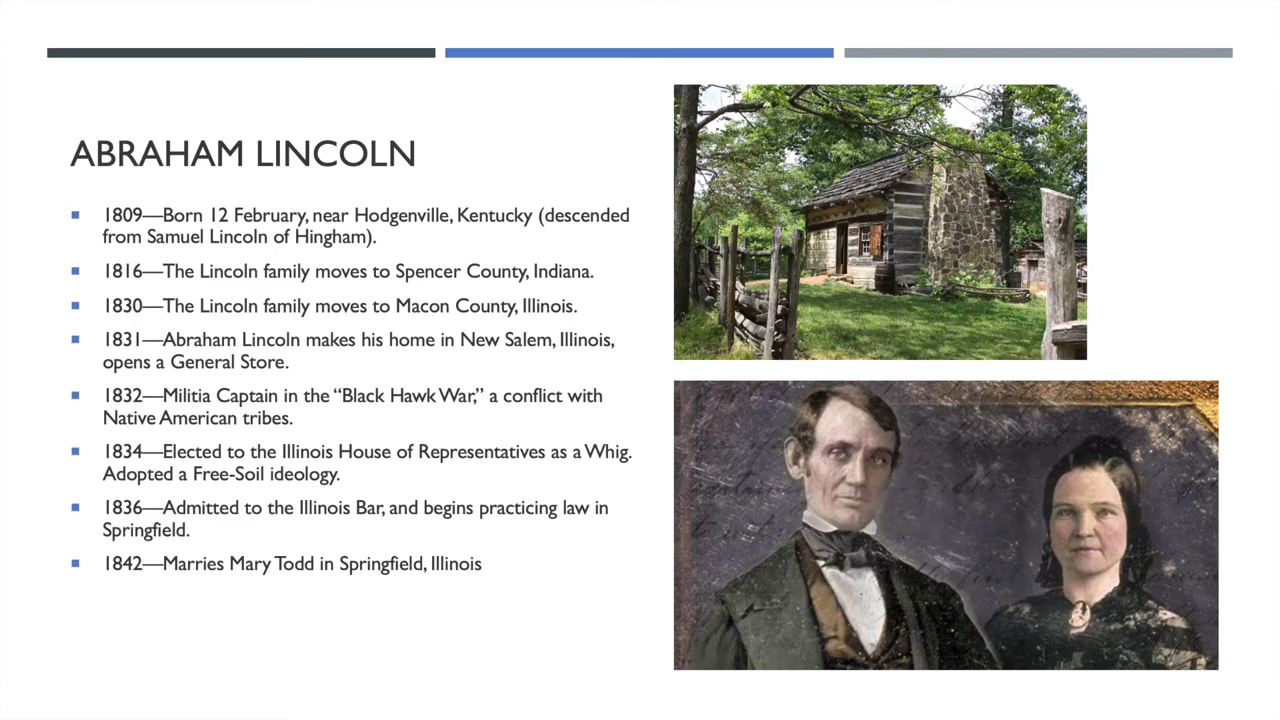 ABRAHAM LINCOLN
1809—Born 12 February, near Hodgenville, Kentucky (descended
from Samuel Lincoln of Hingham).
1816—The Lincoln family moves to Spencer County, Indiana.
1830—The Lincoln family moves to Macon County, Illinois.
1831—Abraham Lincoln makes his home in New Salem, Illinois,
opens a General Store.
1832—Militia Captain in the “Black Hawk War,” a conflict with
Native American tribes.
1834—Elected to the Illinois House of Representatives as a Whig.
Adopted a Free-Soil ideology.
1836—Admitted to the Illinois Bar, and begins practicing law in
Springfield.
1842—Marries Mary Todd in Springfield, Illinois